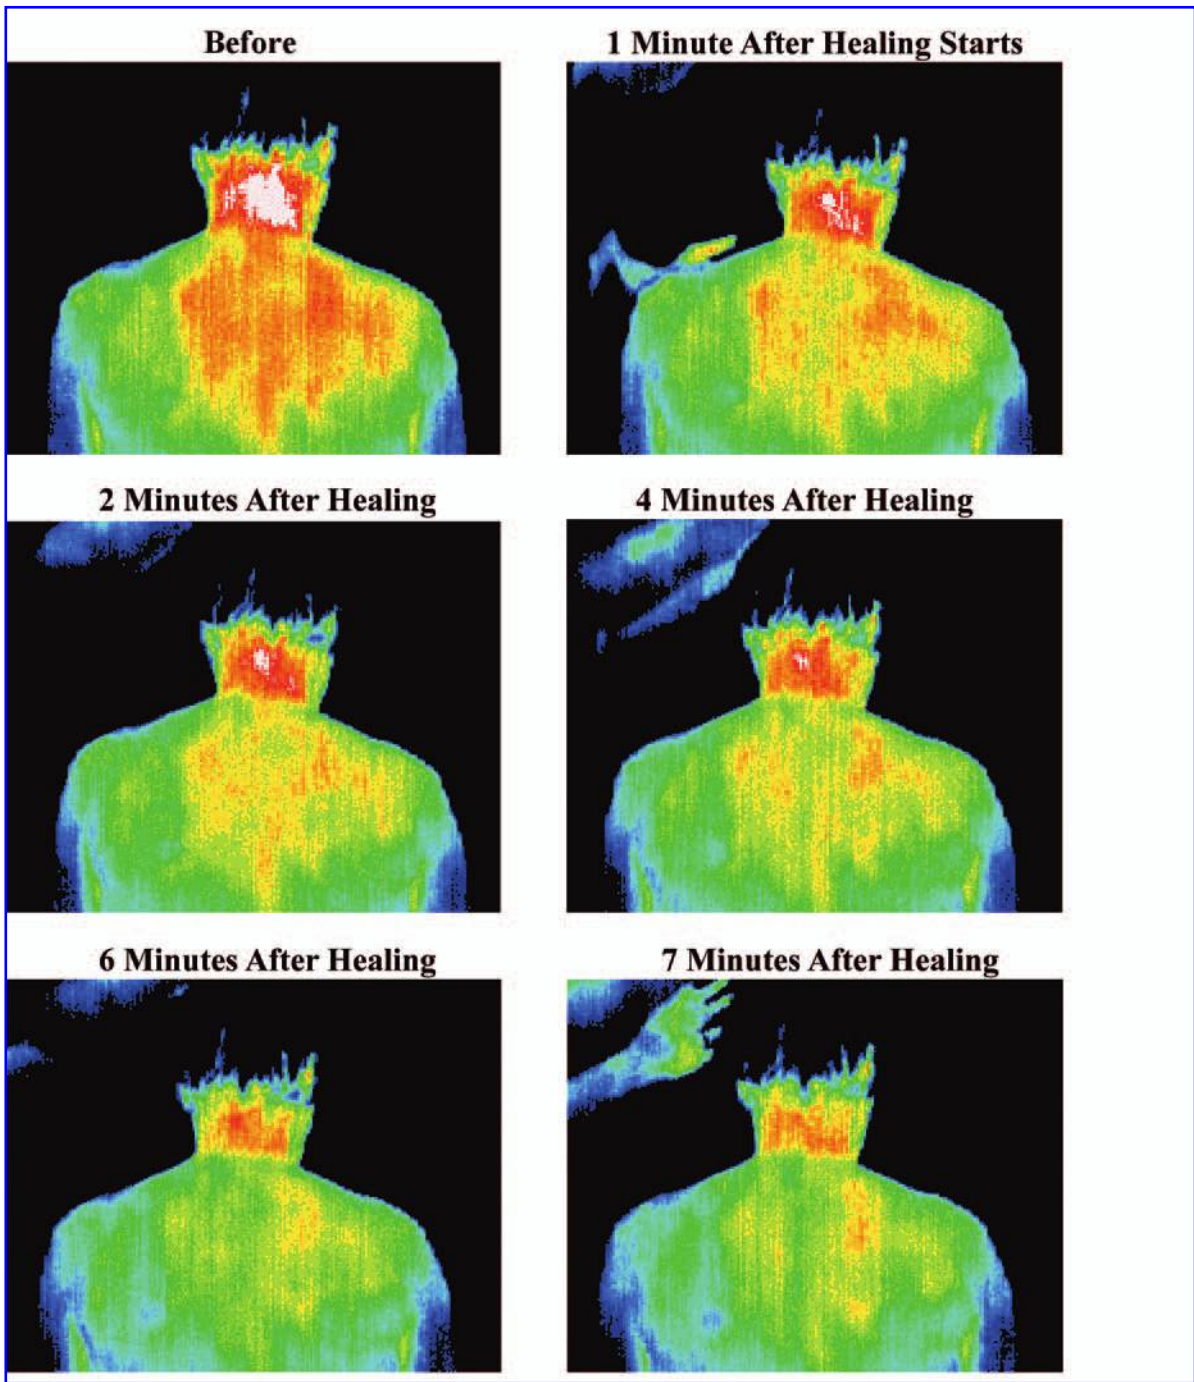 Before
1 Minute After Healing Starts
2 Minutes After Healing
4 Minutes After Healing
6 Minutes After Healing
7 Minutes After Healing